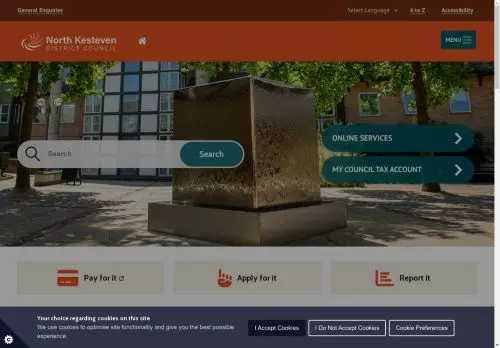 General Enquiries
Select Language
A to Z
Accessibility
North Kesteven
DISTRICT COUNCIL
MENU
ONLINE SERVICES
Search
Search
MY COUNCIL TAX ACCOUNT
Pay for it
Apply for it
Report it
Your choice regarding cookies on this site
We use cookies to optimise site functionality and give you the best possible
experience.
I Accept Cookies
I Do Not Accept Cookies
Cookie Preferences